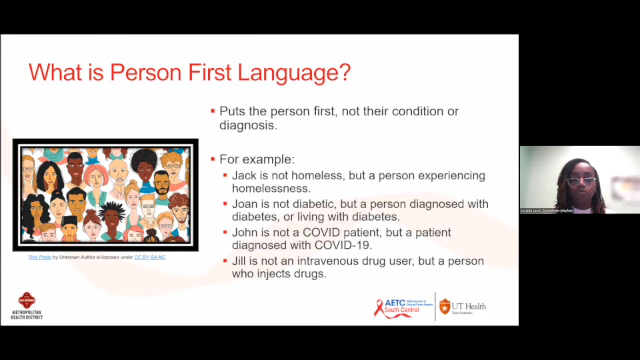 What is Person First Language?
▪ Puts the person first, not their condition or
diagnosis.
▪ For example:
▪ Jack is not homeless, but a person experiencing
homelessness.
▪ Joan is not diabetic, but a person diagnosed with
diabetes, or living with diabetes.
▪ John is not a COVID patient, but a patient
diagnosed with COVID-19.
▪ Jill is not an intravenous drug user, but a person
who injects drugs.
This Photo by Unknown Author is licensed under CC BY-SA-NC
METROPOLITAN
HEALTH DISTRICT
AETC
South Central
UT Health
San Antonio